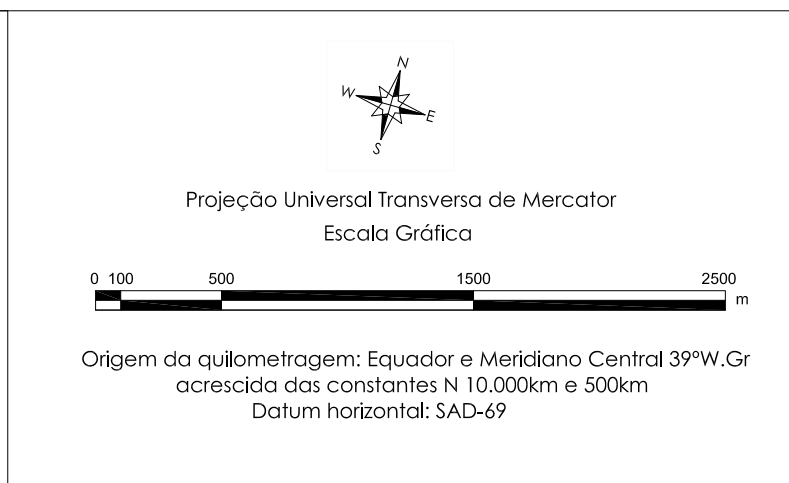 N
W
E
S
Projeção Universal Transversa de Mercator
Escala Gráfica
0 100 500 1500 2500
m
Origem da quilometragem: Equador e Meridiano Central 39ºW.Gr
acrescida das constantes N 10.000km e 500km
Datum horizontal: SAD-69